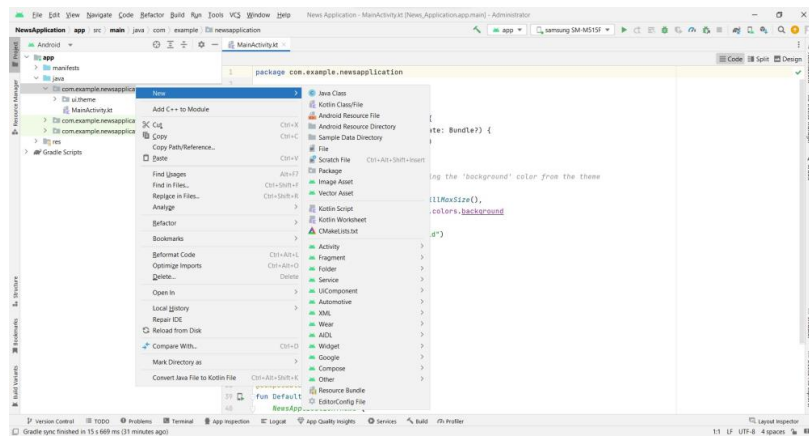 File Edit View Navigate Code Refactor Build Run Tools VCS Window Help News Application - MainActivity.kt [News_Application.app.main] - Administrator
NewsApplication app src main java com example newsapplication
app samsung SM-M515F
Android
MainActivity.kt
Code Split Design
app
manifests
java
com.example.newsapplica
ui.theme
MainActivity.kt
com.example.newsapplica
com.example.newsapplica
res
Gradle Scripts
1 package com.example.newsapplication
{
ate: Bundle?) {
ing the 'background' color from the theme
llMaxSize(),
.colors.background
d")
39 fun Default
40 NewsApp
New
Add C++ to Module
Cut Ctrl+X
Copy Ctrl+C
Copy Path/Reference...
Paste Ctrl+V
Find Usages Alt+F7
Find in Files... Ctrl+Shift+F
Replace in Files... Ctrl+Shift+R
Analyze
Refactor
Bookmarks
Reformat Code Ctrl+Alt+L
Optimize Imports Ctrl+Alt+O
Delete... Delete
Open In
Local History
Repair IDE
Reload from Disk
Compare With... Ctrl+D
Mark Directory as
Convert Java File to Kotlin File Ctrl+Alt+Shift+K
Java Class
Kotlin Class/File
Android Resource File
Android Resource Directory
Sample Data Directory
File
Scratch File Ctrl+Alt+Shift+Insert
Package
Image Asset
Vector Asset
Kotlin Script
Kotlin Worksheet
CMakeLists.txt
Activity
Fragment
Folder
Service
UiComponent
Automotive
XML
Wear
AIDL
Widget
Google
Compose
Other
Resource Bundle
EditorConfig File
Project
Resource Manager
Structure
Bookmarks
Build Variants
Version Control TODO Problems Terminal App Inspection Logcat App Quality Insights Services Build Profiler Layout Inspector
Gradle sync finished in 15 s 669 ms (31 minutes ago) 1:1 LF UTF-8 4 spaces